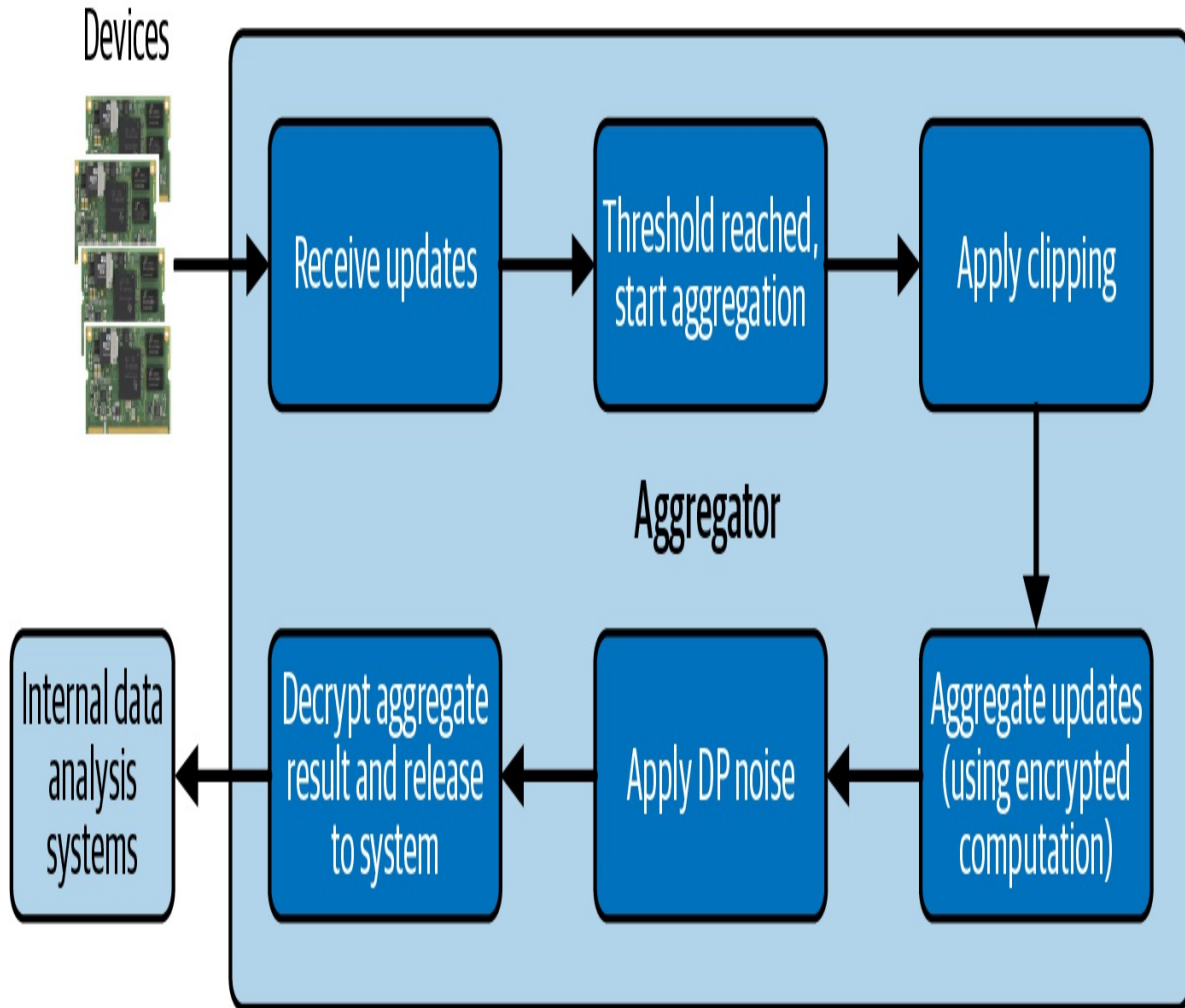 Devices
Receive updates
Threshold reached,
start aggregation
Apply clipping
Aggregator
Internal data
analysis
systems
Decrypt aggregate
result and release
to system
Apply DP noise
Aggregate updates
(using encrypted
computation)